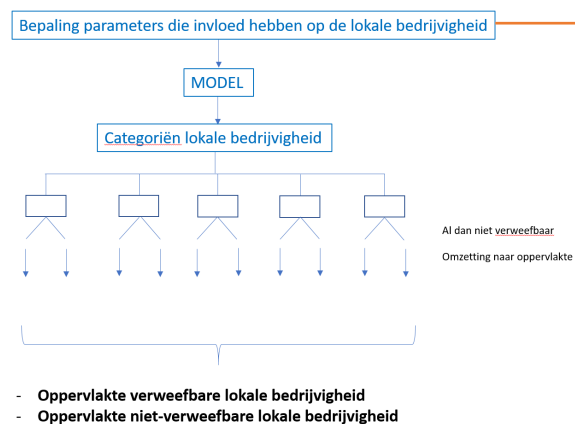 Bepaling parameters die invloed hebben op de lokale bedrijvigheid
MODEL
Categoriën lokale bedrijvigheid
Al dan niet verweefbaar
Omzetting naar oppervlakte
- Oppervlakte verweefbare lokale bedrijvigheid
- Oppervlakte niet-verweefbare lokale bedrijvigheid